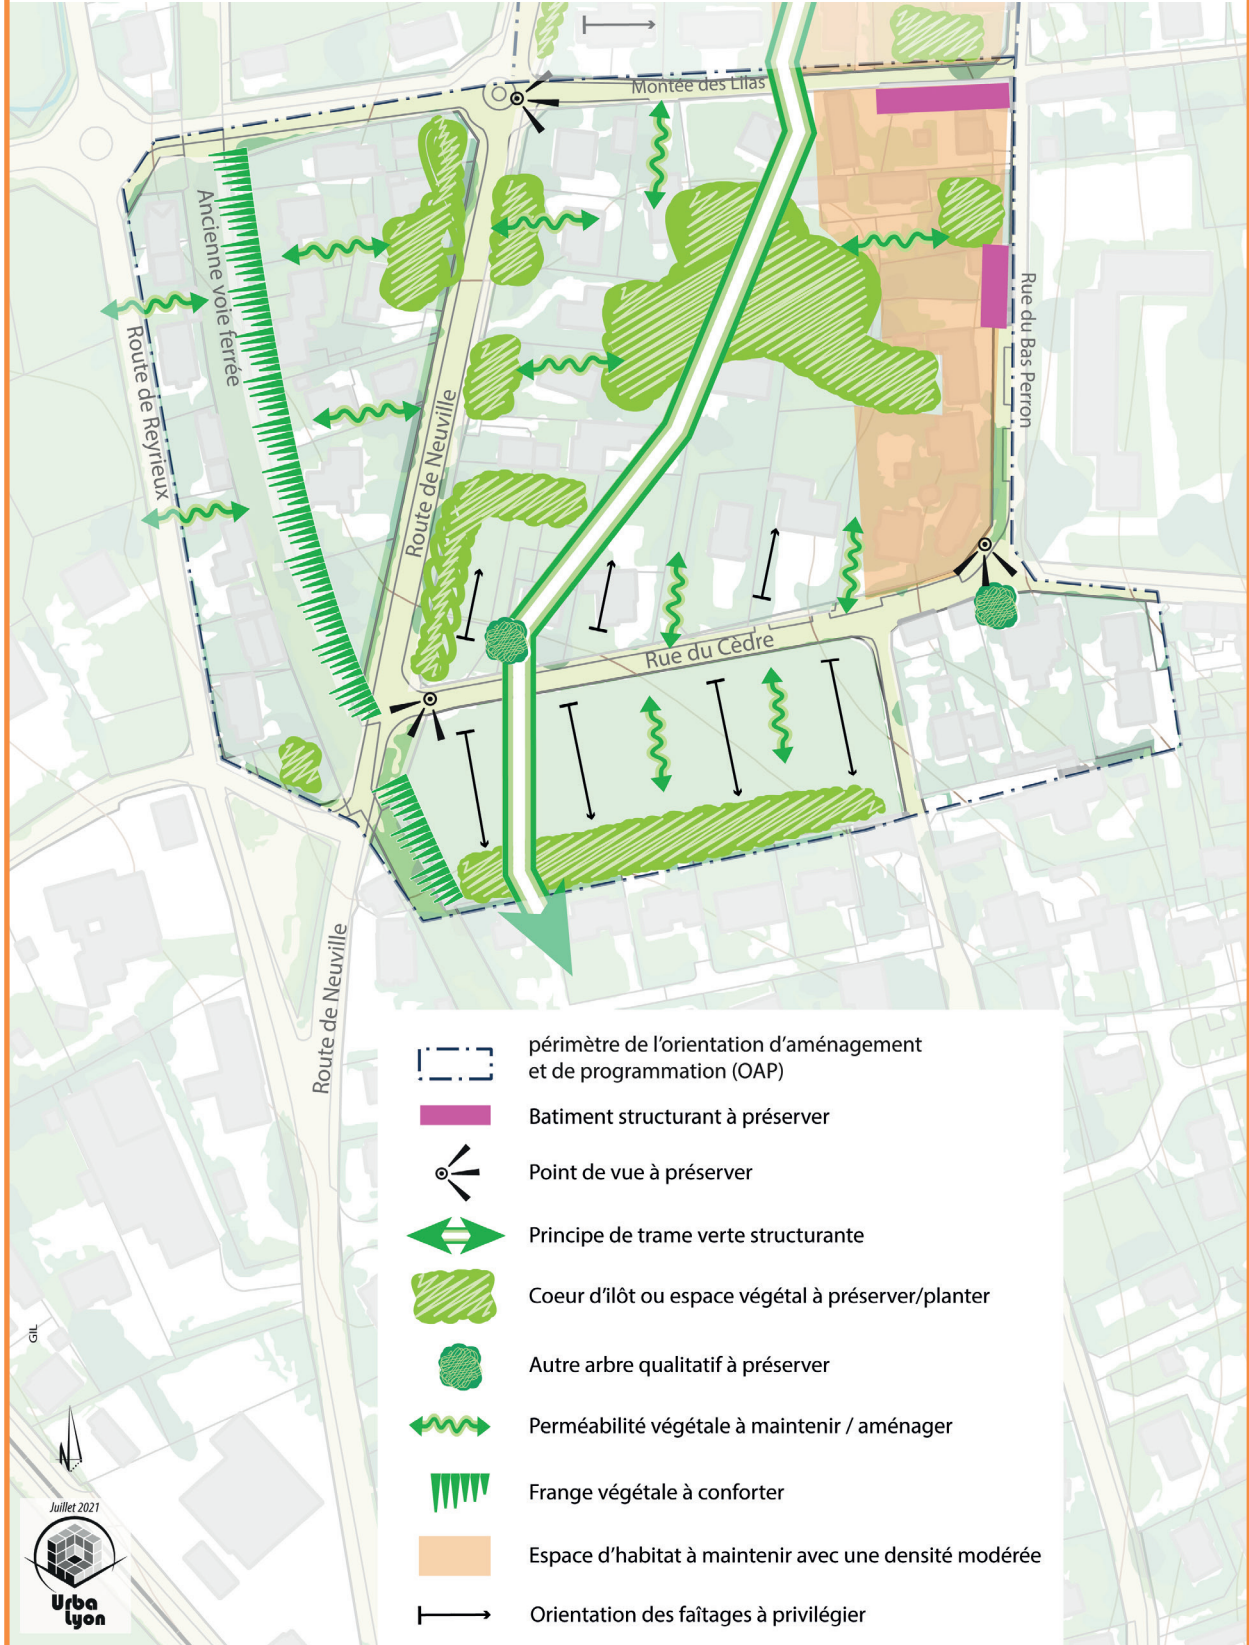 Montée des Lilas
Ancienne voie ferrée
Route de Reyrieux
Route de Neuville
Rue du Bas Perron
Rue du Cèdre
Route de Neuville
périmètre de l'orientation d'aménagement
et de programmation (OAP)
Batiment structurant à préserver
Point de vue à préserver
Principe de trame verte structurante
Coeur d'ilôt ou espace végétal à préserver/planter
Autre arbre qualitatif à préserver
Perméabilité végétale à maintenir / aménager
Frange végétale à conforter
Espace d'habitat à maintenir avec une densité modérée
Orientation des faîtages à privilégier
GIL
Juillet 2021
Urba
Lyon